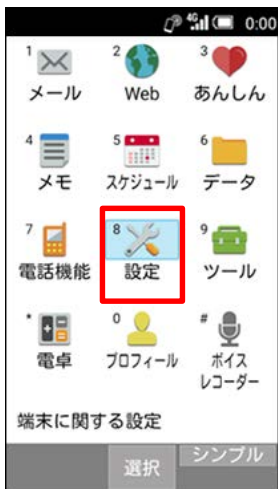 4G 0:00
1 2 3
メール Web あんしん
4 5 6
メモ スケジュール データ
7 8 9
電話機能 設定 ツール
* 0 #
電卓 プロフィール ボイス
レコーダー
端末に関する設定
選択 シンプル